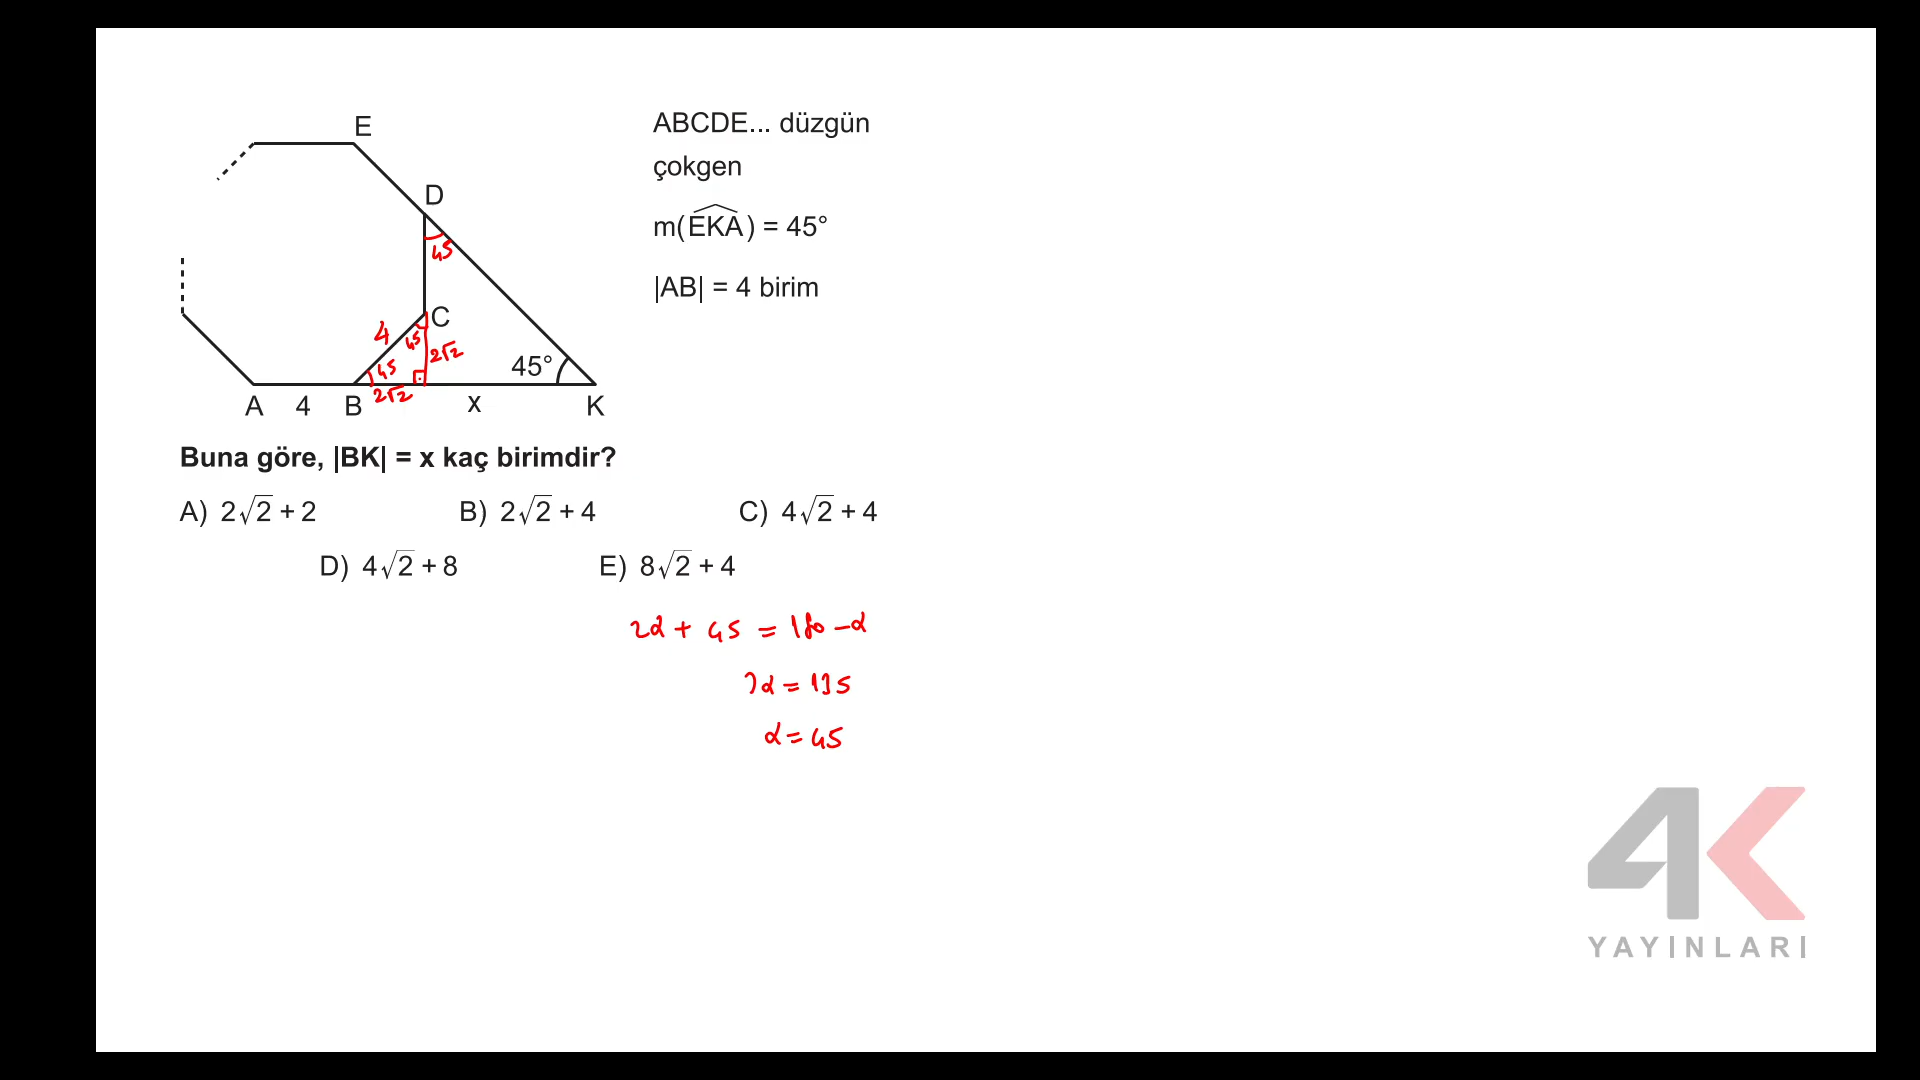 E
D
45
C
4
45
2√2
45
45°
2√2
A 4 B x K
ABCDE... düzgün
çokgen
m(EKA) = 45°
|AB| = 4 birim
Buna göre, |BK| = x kaç birimdir?
A) 2√2 + 2 B) 2√2 + 4 C) 4√2 + 4
D) 4√2 + 8 E) 8√2 + 4
2α + 45 = 180 - α
3α = 135
α = 45
4K
YAYINLARI